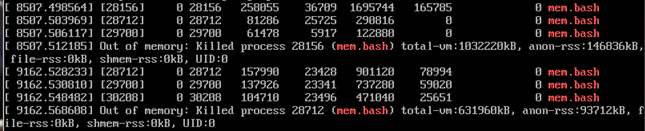 [ 8507.498564] [28156]     0 28156   258055    36709  1695744   165785             0 mem.bash
[ 8507.503969] [28712]     0 28712    81286    25725   290816        0             0 mem.bash
[ 8507.506117] [29700]     0 29700    61478     5917   122880        0             0 mem.bash
[ 8507.512185] Out of memory: Killed process 28156 (mem.bash) total-vm:1032220kB, anon-rss:146836kB,
 file-rss:0kB, shmem-rss:0kB, UID:0
[ 9162.528233] [28712]     0 28712   157990    23428   901120    78994             0 mem.bash
[ 9162.530810] [29700]     0 29700   137926    23341   737280    59020             0 mem.bash
[ 9162.548482] [30208]     0 30208   104710    23496   471040    25651             0 mem.bash
[ 9162.568608] Out of memory: Killed process 28712 (mem.bash) total-vm:631960kB, anon-rss:93712kB, f
ile-rss:0kB, shmem-rss:0kB, UID:0